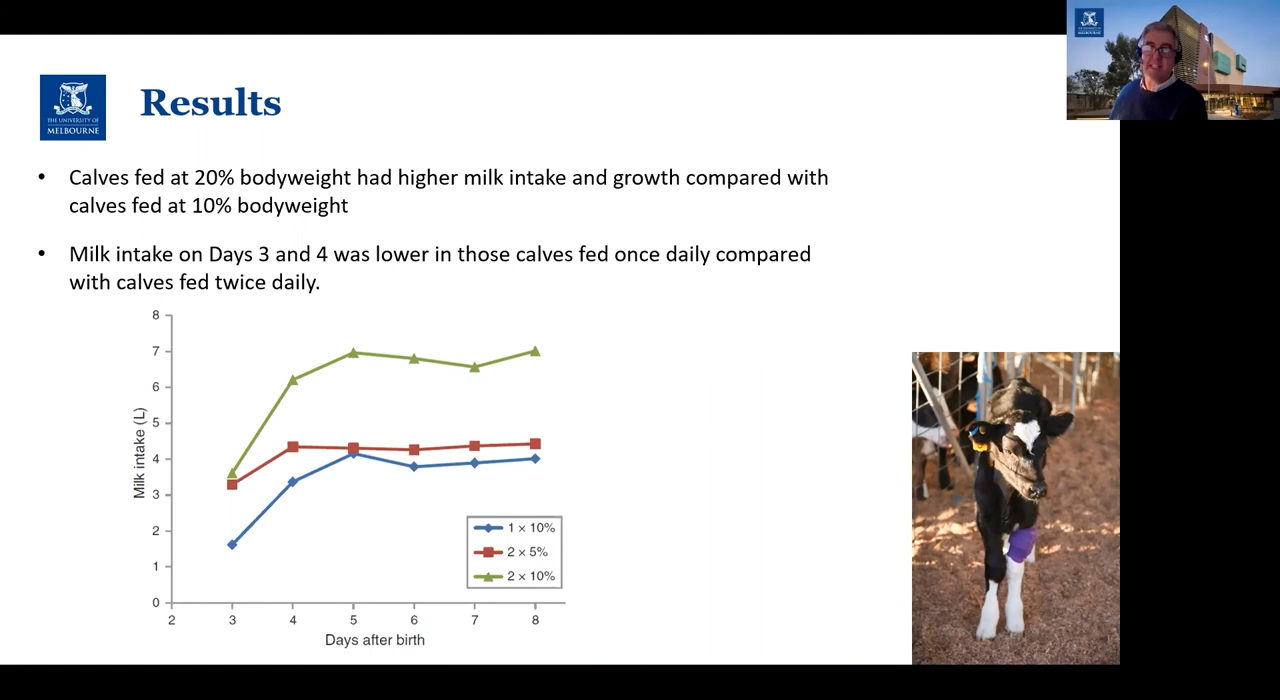 THE UNIVERSITY OF
MELBOURNE
Results
• Calves fed at 20% bodyweight had higher milk intake and growth compared with
calves fed at 10% bodyweight
• Milk intake on Days 3 and 4 was lower in those calves fed once daily compared
with calves fed twice daily.
8
7
6
5
4
3
2
1
0
Milk intake (L)
1 × 10%
2 × 5%
2 × 10%
2 3 4 5 6 7 8
Days after birth